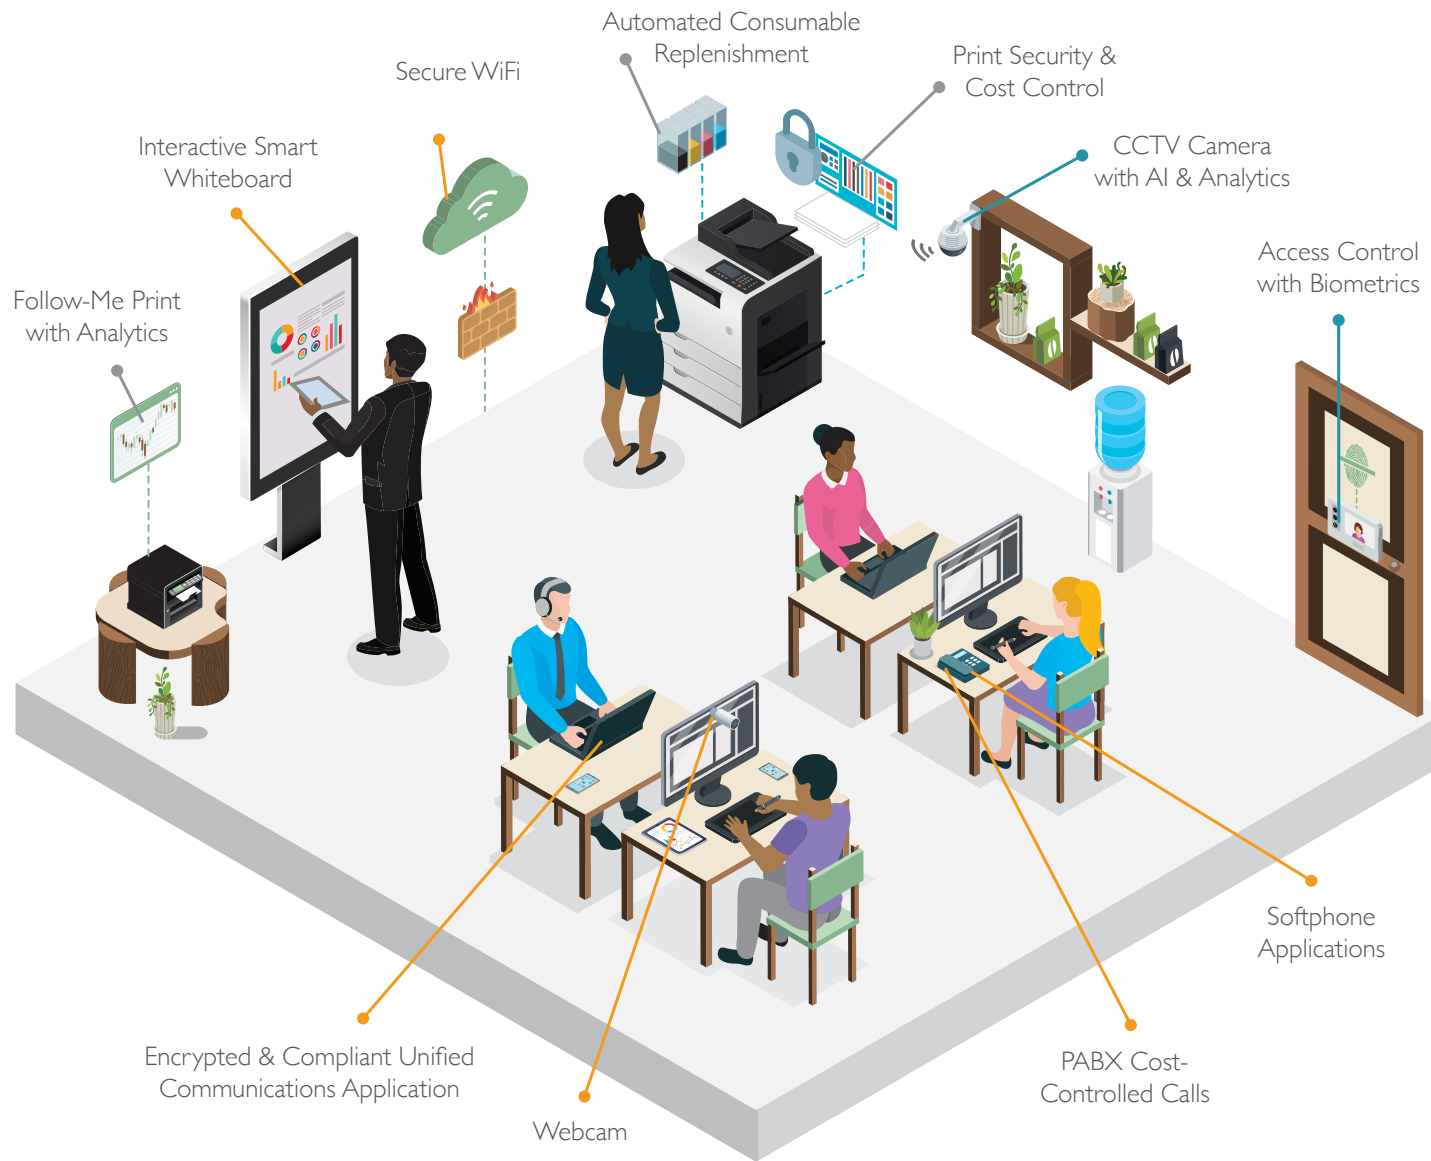 Automated Consumable
Replenishment
Secure WiFi
Print Security &
Cost Control
Interactive Smart
Whiteboard
CCTV Camera
with AI & Analytics
Access Control
with Biometrics
Follow-Me Print
with Analytics
Softphone
Applications
Encrypted & Compliant Unified
Communications Application
PABX Cost-
Controlled Calls
Webcam